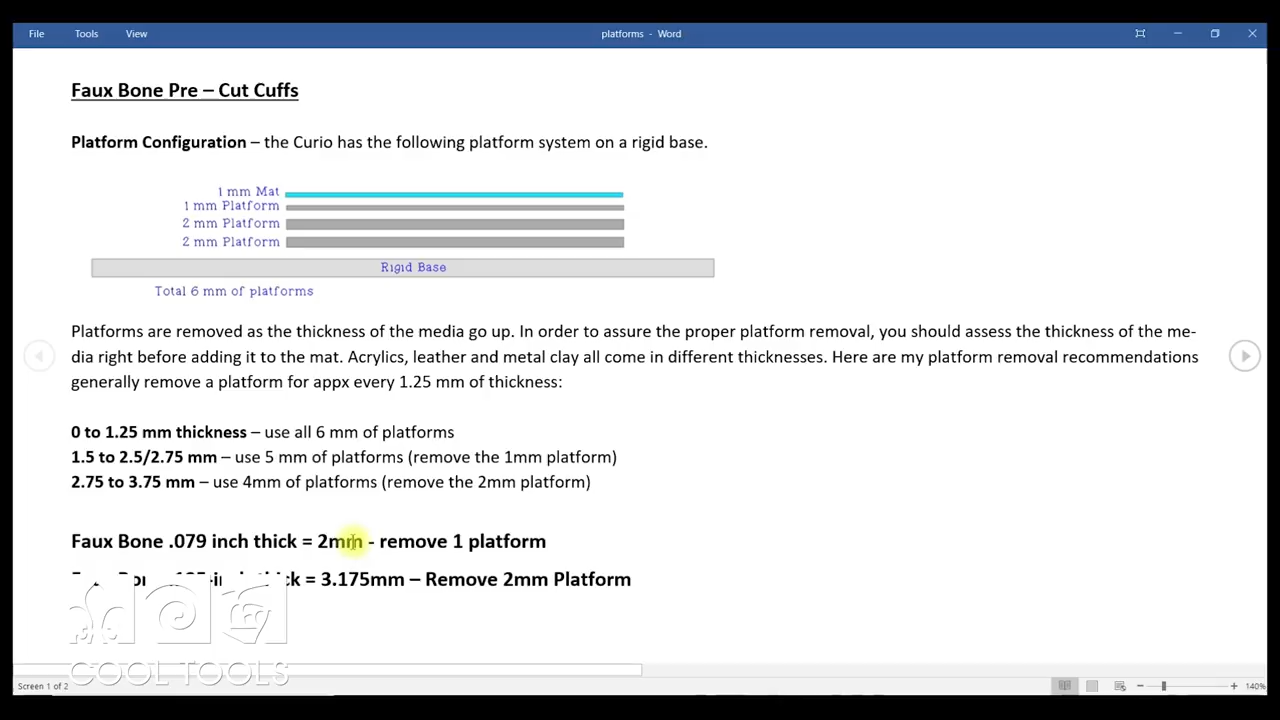 File Tools View platforms - Word
Faux Bone Pre – Cut Cuffs
Platform Configuration – the Curio has the following platform system on a rigid base.
1 mm Mat
1 mm Platform
2 mm Platform
2 mm Platform
Rigid Base
Total 6 mm of platforms
Platforms are removed as the thickness of the media go up. In order to assure the proper platform removal, you should assess the thickness of the me-
dia right before adding it to the mat. Acrylics, leather and metal clay all come in different thicknesses. Here are my platform removal recommendations
generally remove a platform for appx every 1.25 mm of thickness:
0 to 1.25 mm thickness – use all 6 mm of platforms
1.5 to 2.5/2.75 mm – use 5 mm of platforms (remove the 1mm platform)
2.75 to 3.75 mm – use 4mm of platforms (remove the 2mm platform)
Faux Bone .079 inch thick = 2mm - remove 1 platform
= 3.175mm – Remove 2mm Platform
COOL TOOLS
Screen 1 of 2 140%